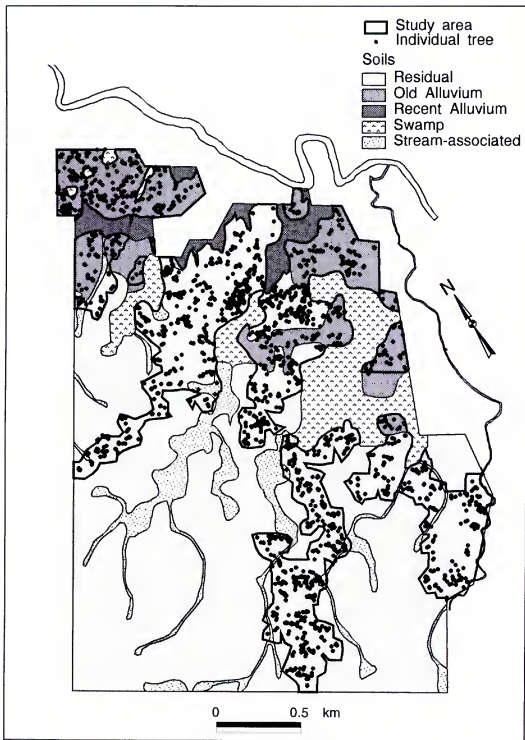 Study area
Individual tree
Soils
Residual
Old Alluvium
Recent Alluvium
Swamp
Stream-associated
N
0 0.5 km